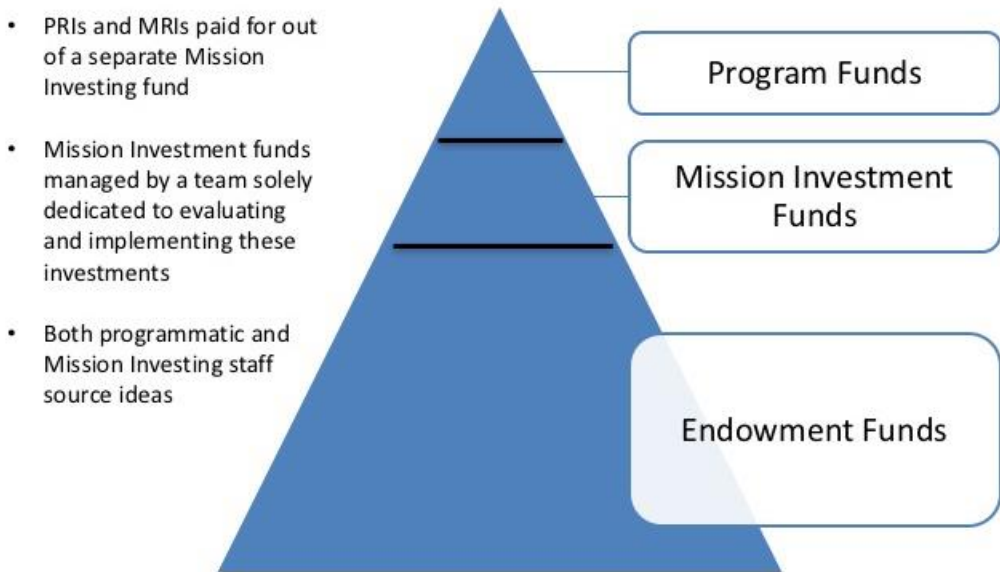 • PRIs and MRIs paid for out
of a separate Mission
Investing fund
• Mission Investment funds
managed by a team solely
dedicated to evaluating
and implementing these
investments
• Both programmatic and
Mission Investing staff
source ideas
Program Funds
Mission Investment
Funds
Endowment Funds